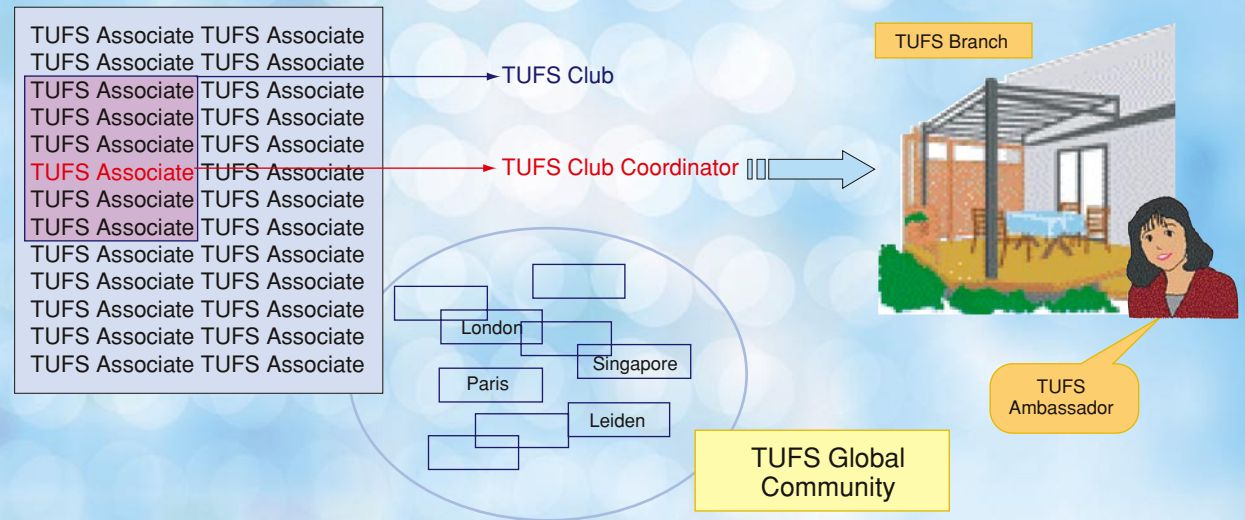 TUFS Associate TUFS Associate
TUFS Associate TUFS Associate
TUFS Associate TUFS Associate
TUFS Associate TUFS Associate
TUFS Associate TUFS Associate
TUFS Associate TUFS Associate
TUFS Associate TUFS Associate
TUFS Associate TUFS Associate
TUFS Associate TUFS Associate
TUFS Associate TUFS Associate
TUFS Associate TUFS Associate
TUFS Associate TUFS Associate
TUFS Associate TUFS Associate
TUFS Club
TUFS Club Coordinator
TUFS Branch
TUFS
Ambassador
London
Singapore
Paris
Leiden
TUFS Global
Community